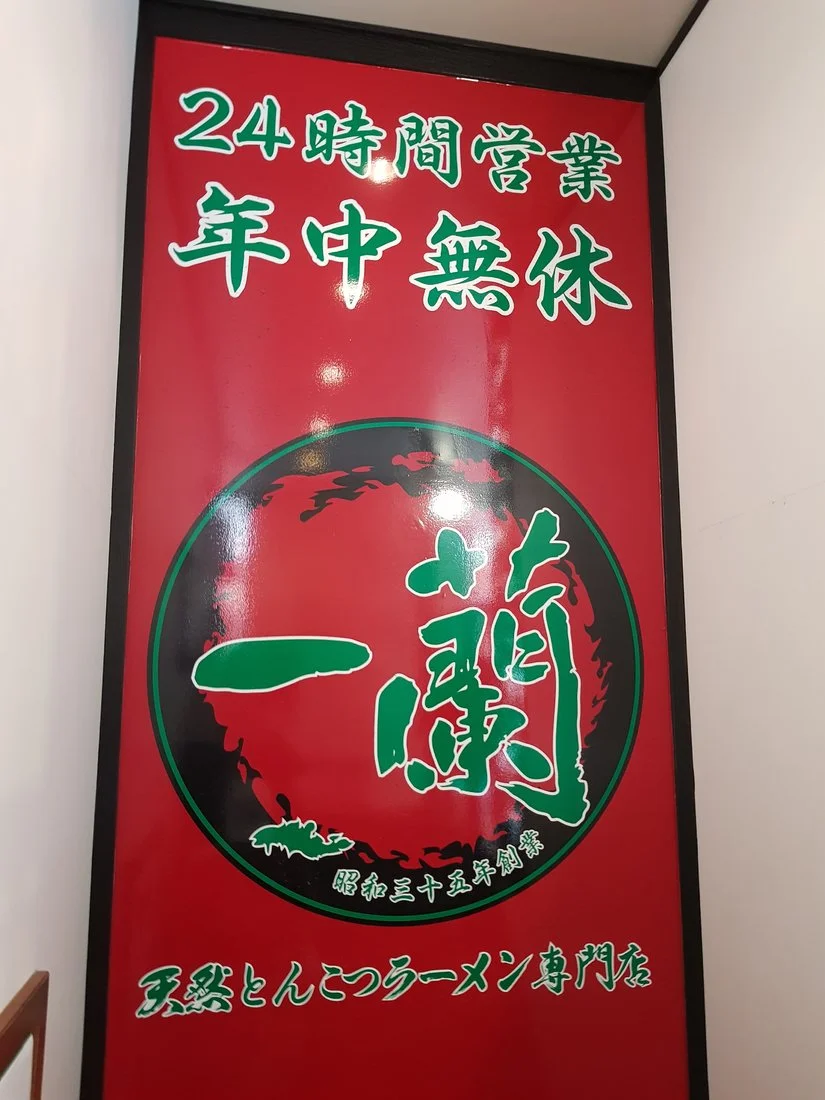 24時間営業
年中無休
一蘭
昭和三十五年創業
天然とんこつラーメン専門店